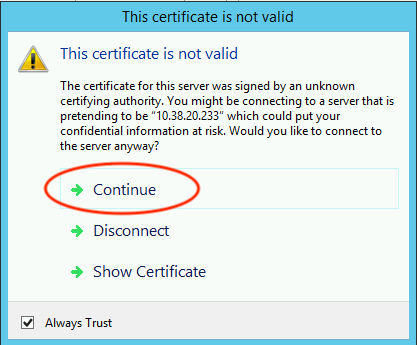 This certificate is not valid
This certificate is not valid
The certificate for this server was signed by an unknown
certifying authority. You might be connecting to a server that is
pretending to be "10.38.20.233" which could put your
confidential information at risk. Would you like to connect to
the server anyway?
Continue
Disconnect
Show Certificate
Always Trust